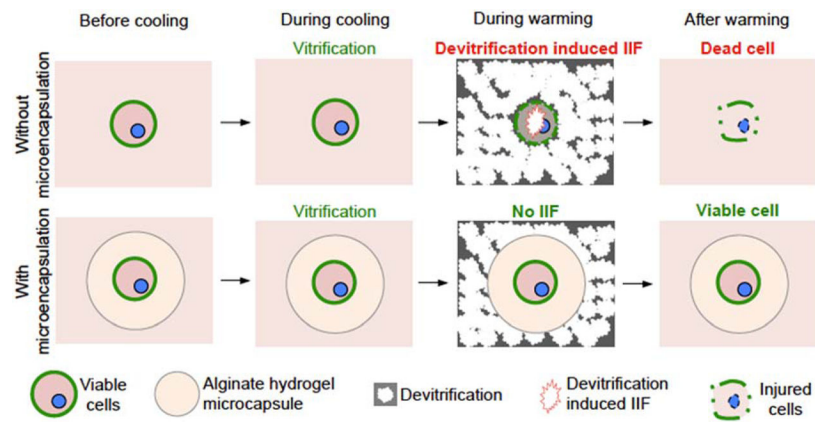 Before cooling
During cooling
During warming
After warming
Without
microencapsulation
Vitrification
Devitrification induced IIF
Dead cell
With
microencapsulation
Vitrification
No IIF
Viable cell
Viable
cells
Alginate hydrogel
microcapsule
Devitrification
Devitrification
induced IIF
Injured
cells